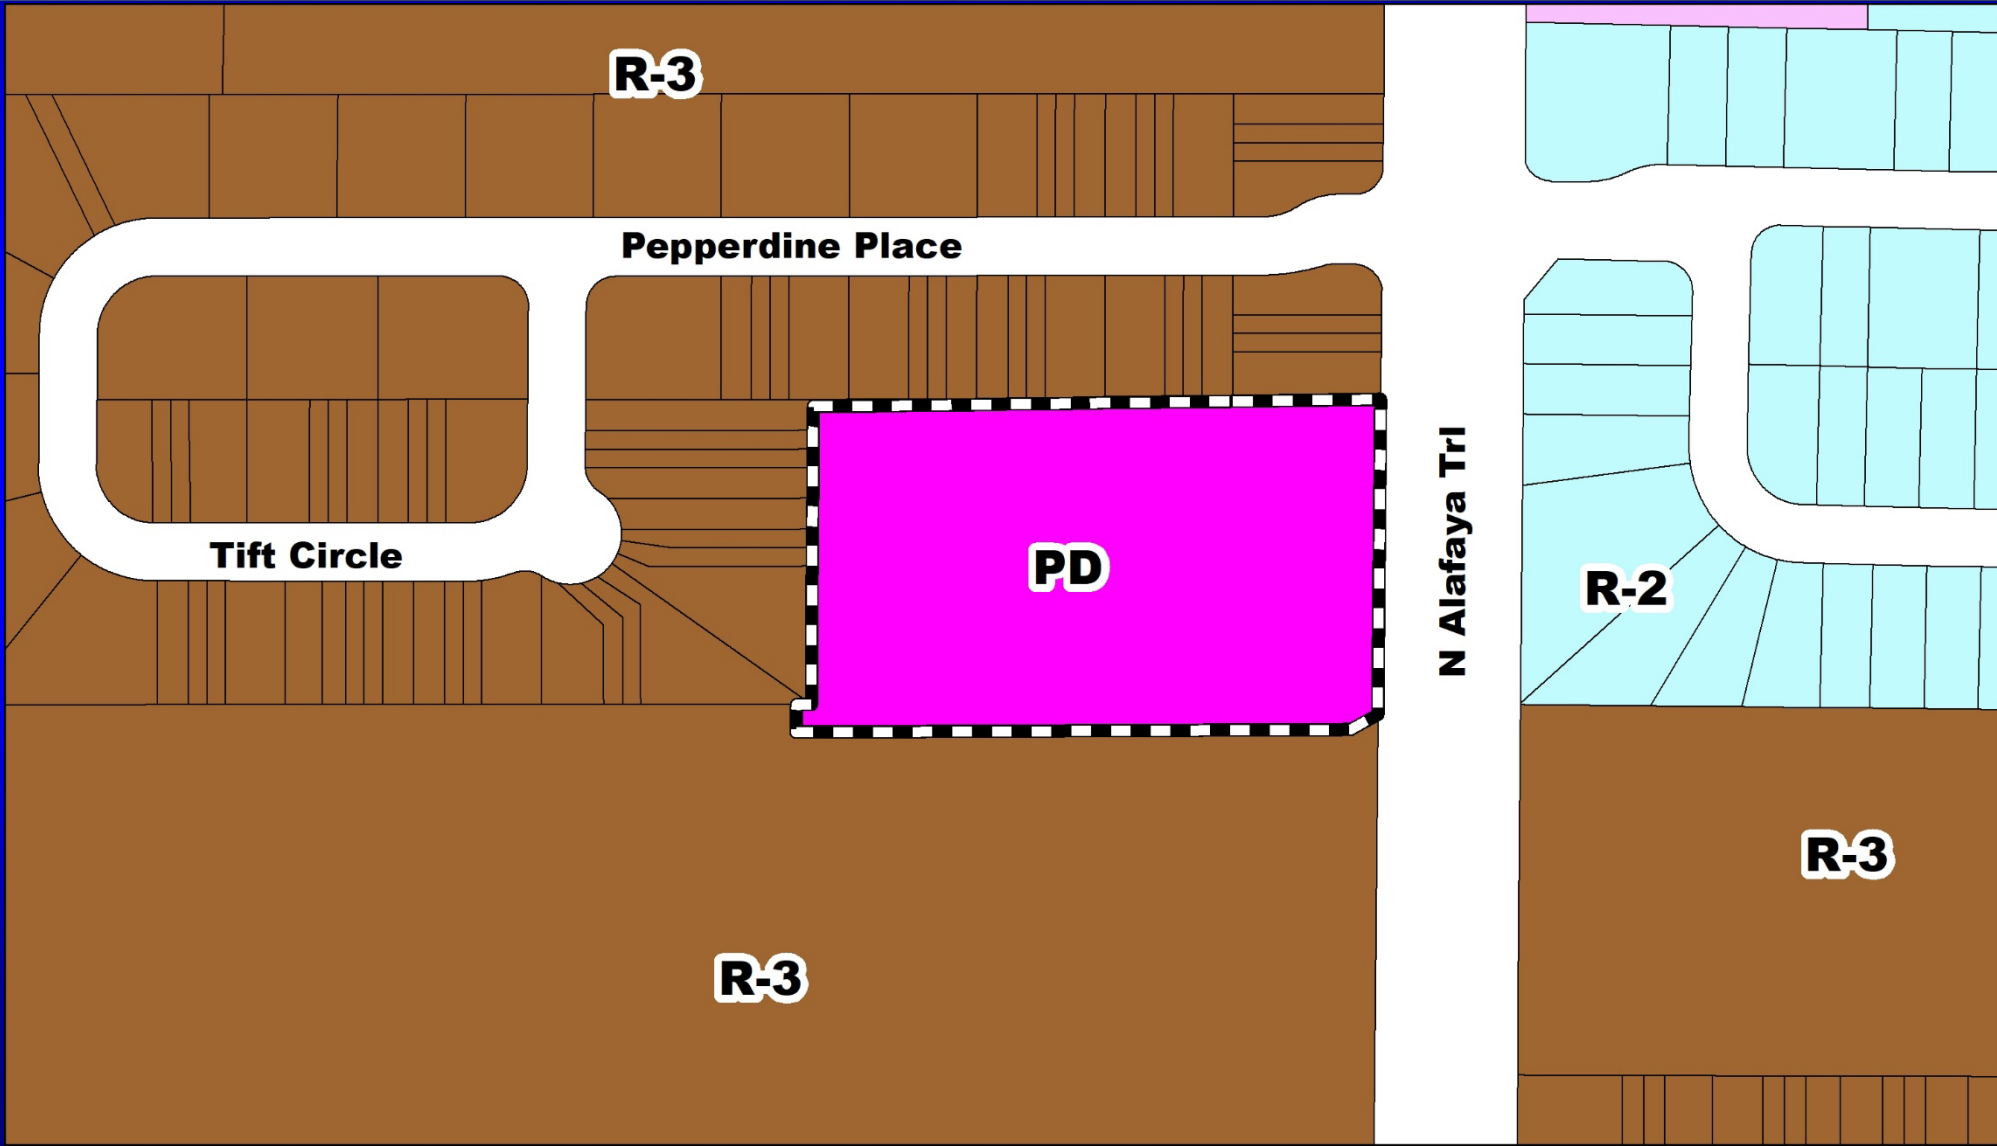 R-3
Pepperdine Place
N Alafaya Trl
Tift Circle
PD
R-2
R-3
R-3